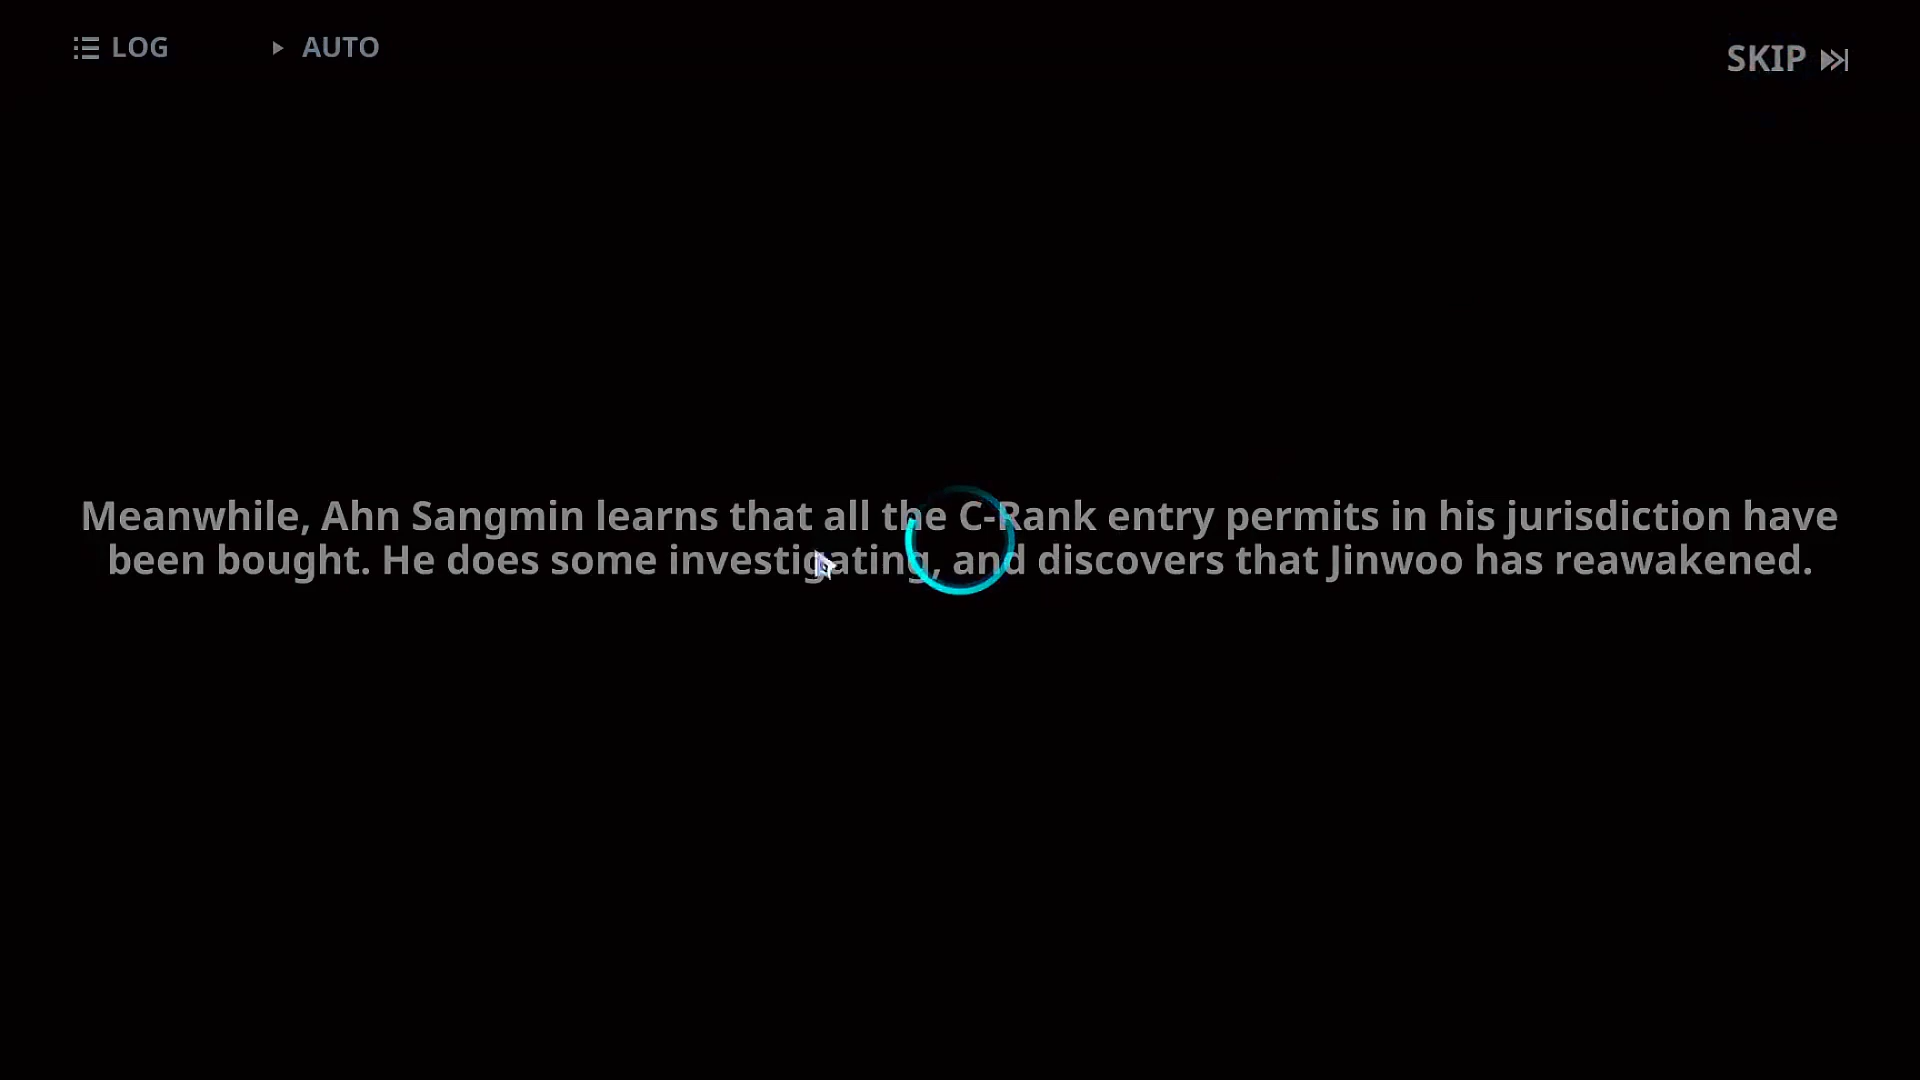 LOG
AUTO
SKIP
Meanwhile, Ahn Sangmin learns that all the C-Rank entry permits in his jurisdiction have
been bought. He does some investigating, and discovers that Jinwoo has reawakened.